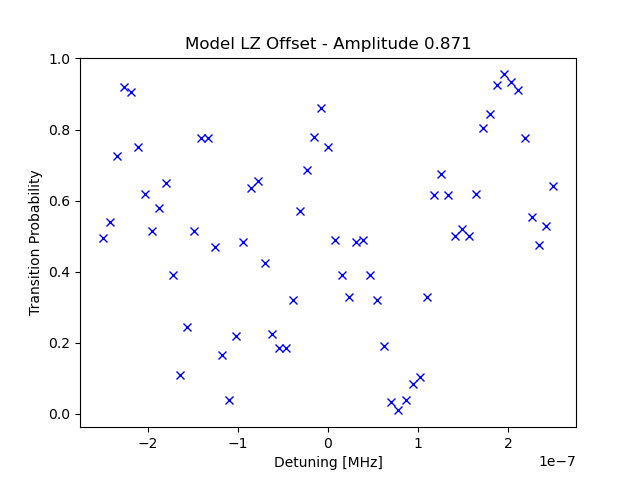 Model LZ Offset - Amplitude 0.871
Transition Probability
1.0
0.8
0.6
0.4
0.2
0.0
−2
−1
0
1
2
1e−7
Detuning [MHz]